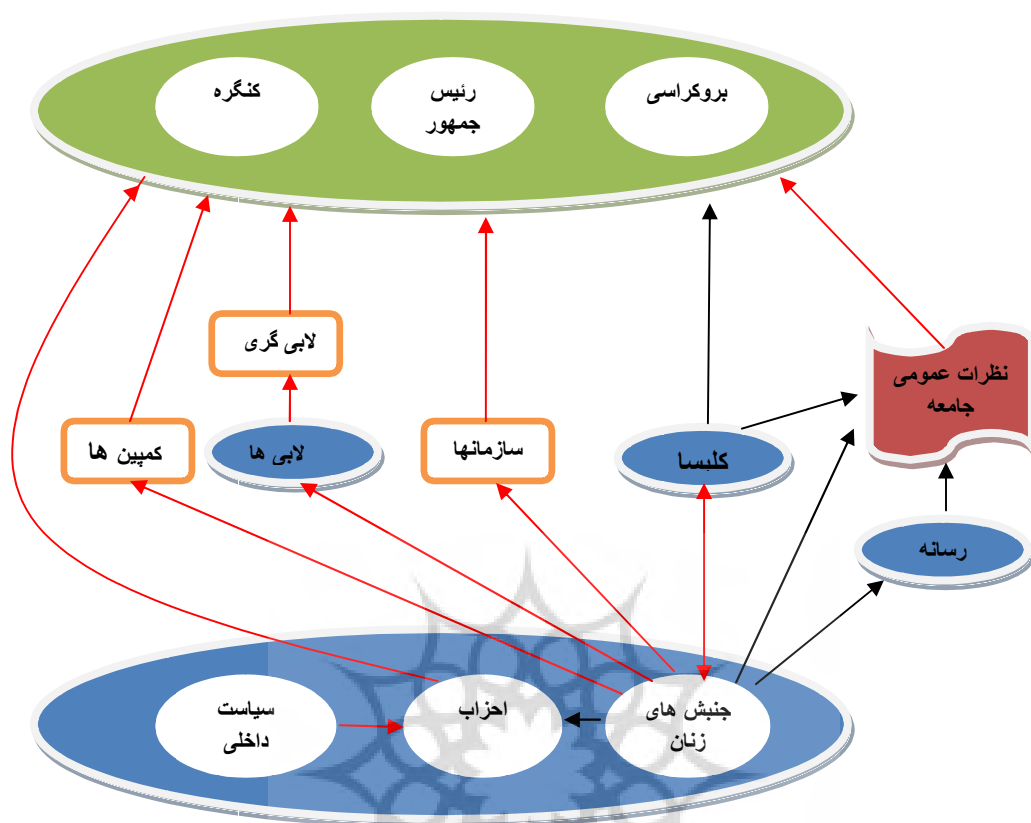 بروکراسی
رئیس
جمهور
کنگره
لابی گری
نظرات عمومی
جامعه
کلبسا
سازمانها
لابی ها
کمپین ها
رسانه
جنبش های
زنان
احزاب
سیاست
داخلی